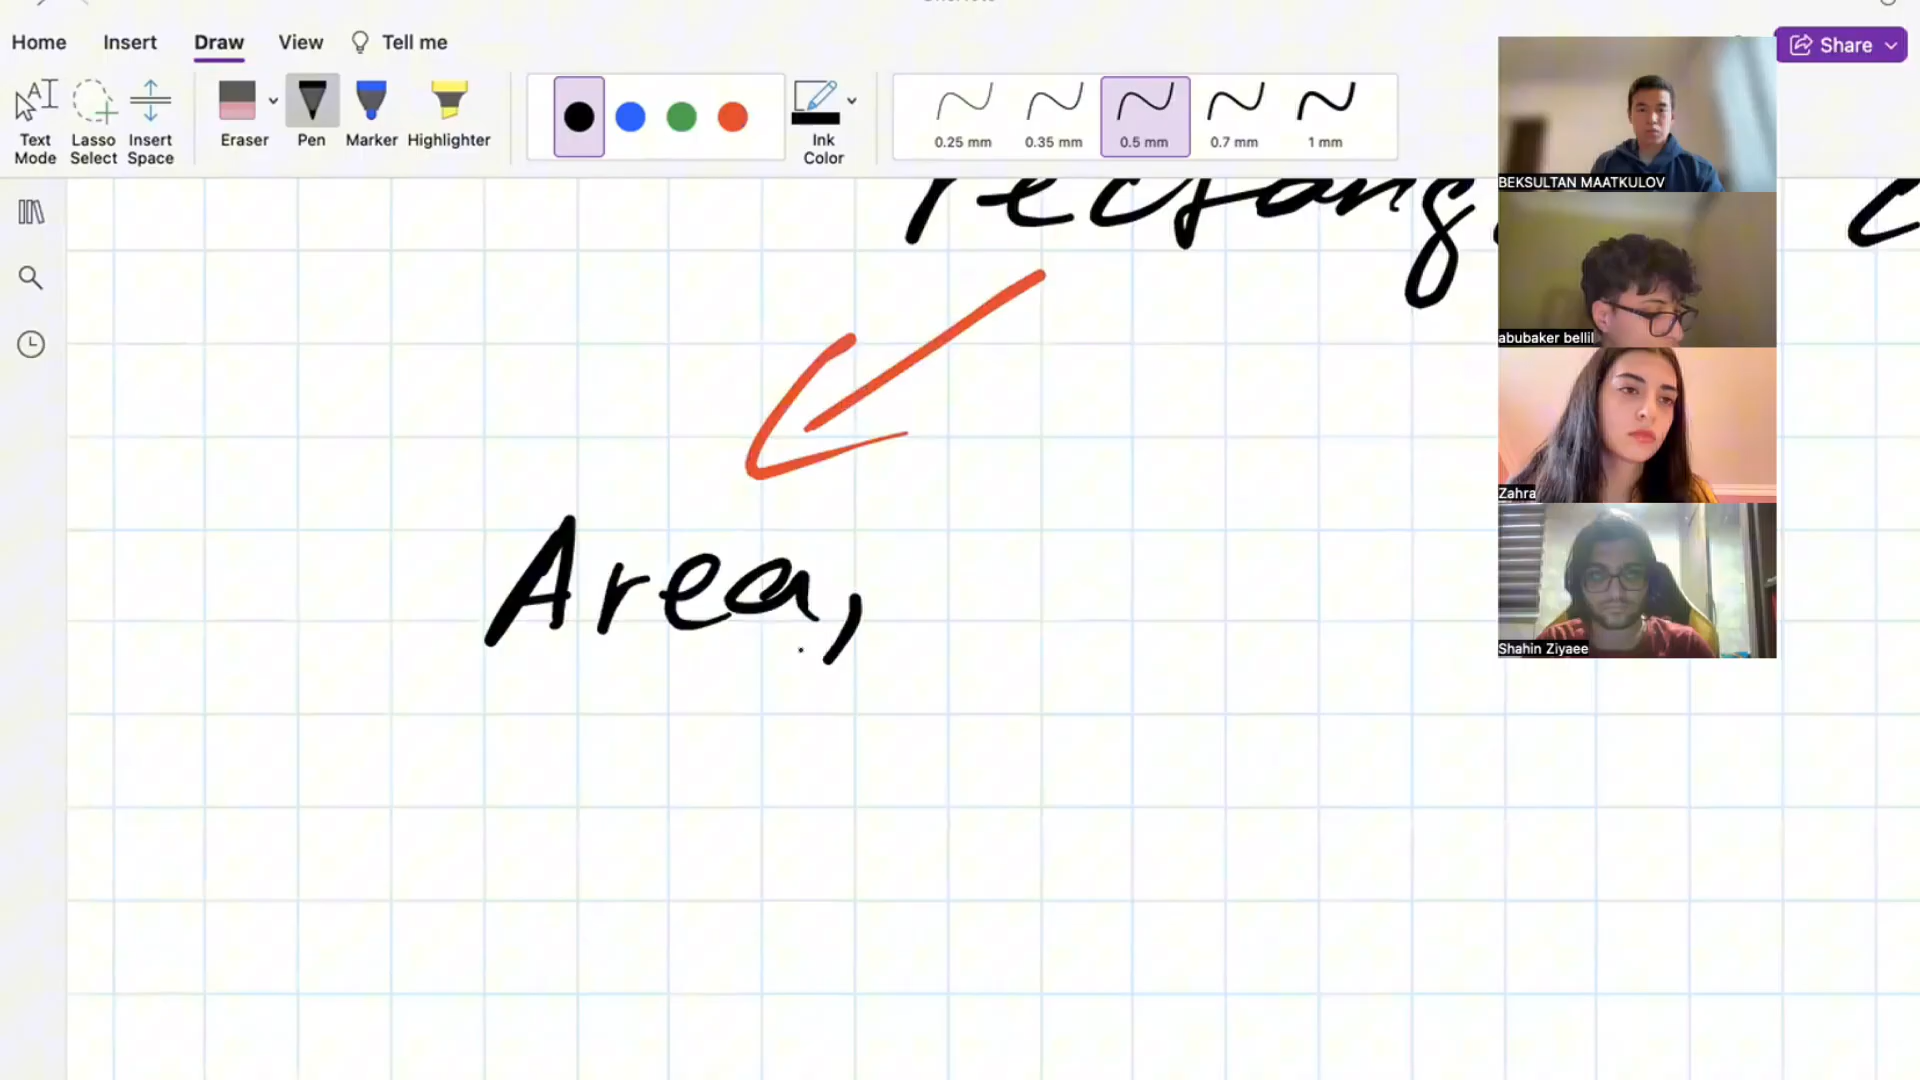 Home Insert Draw View Tell me Share
Text Mode Lasso Select Insert Space Eraser Pen Marker Highlighter Ink Color 0.25 mm 0.35 mm 0.5 mm 0.7 mm 1 mm
BEKSULTAN MAATKULOV
abubaker bellil
Zahra
Area,
Shahin Ziyaee